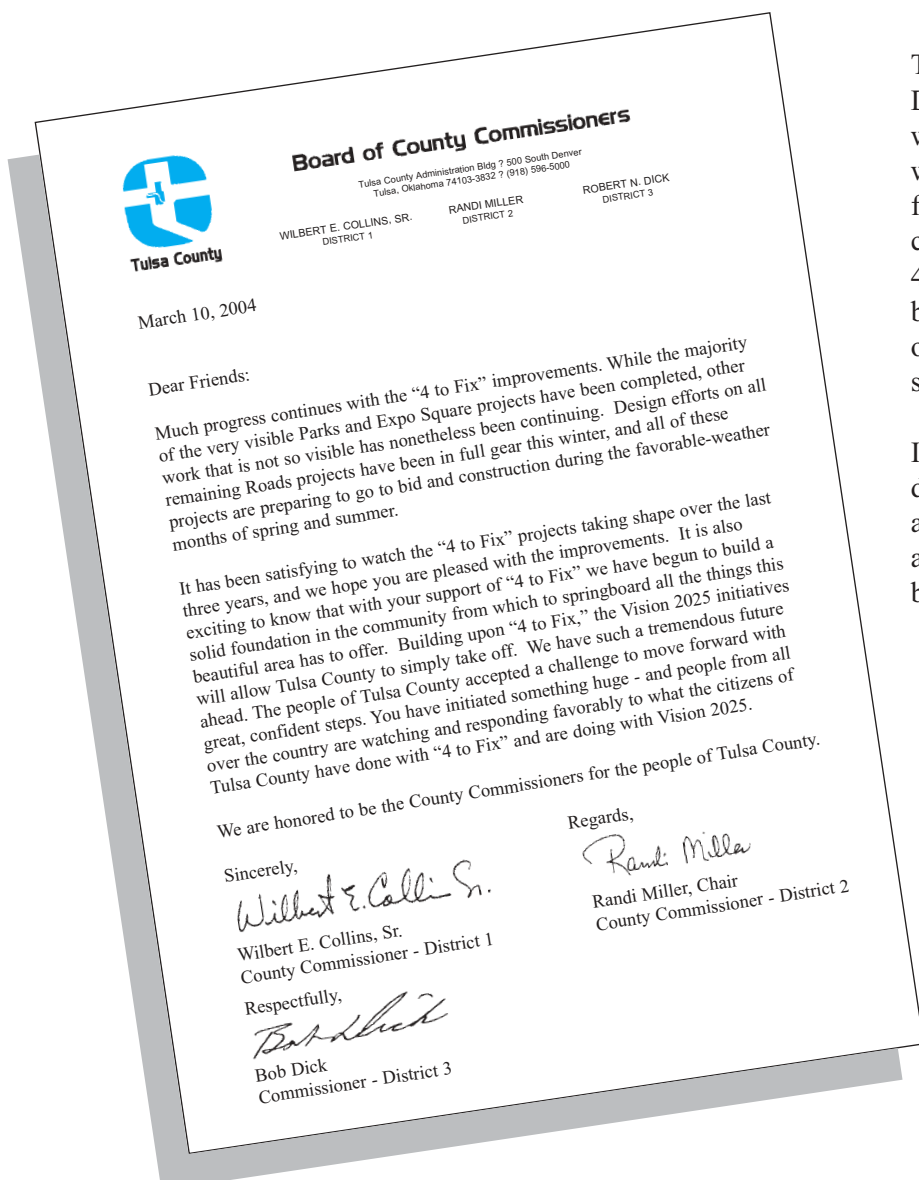 Board of County Commissioners
Tulsa County Administration Bldg ? 500 South Denver
Tulsa, Oklahoma 74103-3832 ? (918) 596-5000
WILBERT E. COLLINS, SR.
DISTRICT 1
RANDI MILLER
DISTRICT 2
ROBERT N. DICK
DISTRICT 3
Tulsa County
March 10, 2004
Dear Friends:
Much progress continues with the “4 to Fix” improvements. While the majority
of the very visible Parks and Expo Square projects have been completed, other
work that is not so visible has nonetheless been continuing.  Design efforts on all
remaining Roads projects have been in full gear this winter, and all of these
projects are preparing to go to bid and construction during the favorable-weather
months of spring and summer.
It has been satisfying to watch the “4 to Fix” projects taking shape over the last
three years, and we hope you are pleased with the improvements.  It is also
exciting to know that with your support of “4 to Fix” we have begun to build a
solid foundation in the community from which to springboard all the things this
beautiful area has to offer.  Building upon “4 to Fix,” the Vision 2025 initiatives
will allow Tulsa County to simply take off.  We have such a tremendous future
ahead. The people of Tulsa County accepted a challenge to move forward with
great, confident steps. You have initiated something huge - and people from all
over the country are watching and responding favorably to what the citizens of
Tulsa County have done with “4 to Fix” and are doing with Vision 2025.
We are honored to be the County Commissioners for the people of Tulsa County.
Sincerely,
Wilbert E. Collin Sr.
Wilbert E. Collins, Sr.
County Commissioner - District 1
Regards,
Randi Miller
Randi Miller, Chair
County Commissioner - District 2
Respectfully,
Bob Dick
Bob Dick
Commissioner - District 3